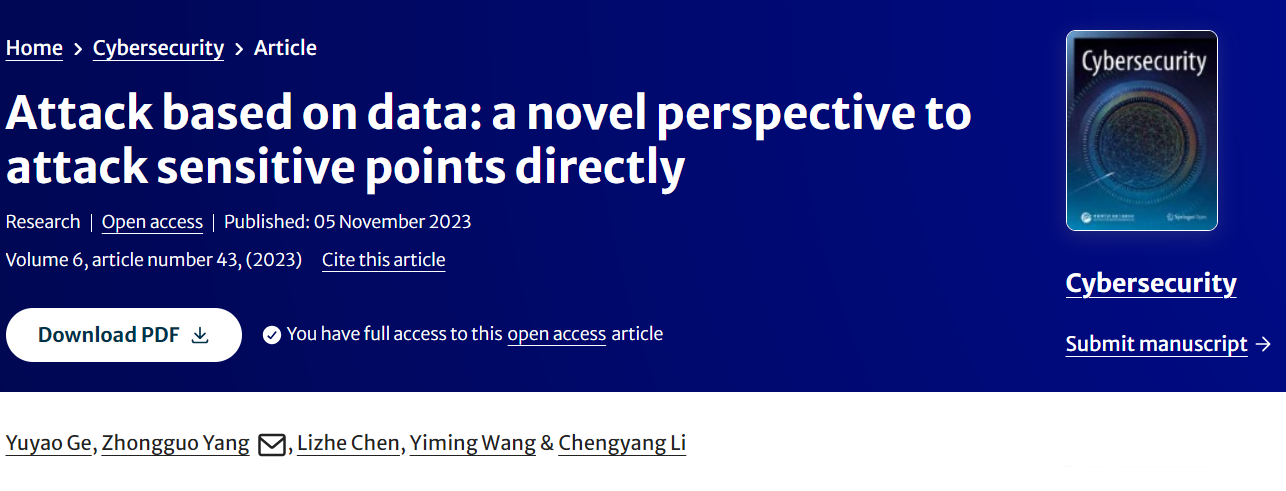 Home > Cybersecurity > Article
Attack based on data: a novel perspective to
attack sensitive points directly
Research | Open access | Published: 05 November 2023
Volume 6, article number 43, (2023) Cite this article
Download PDF
You have full access to this open access article
Cybersecurity
Cybersecurity
Submit manuscript →
Yuyao Ge, Zhongguo Yang, Lizhe Chen, Yiming Wang & Chengyang Li